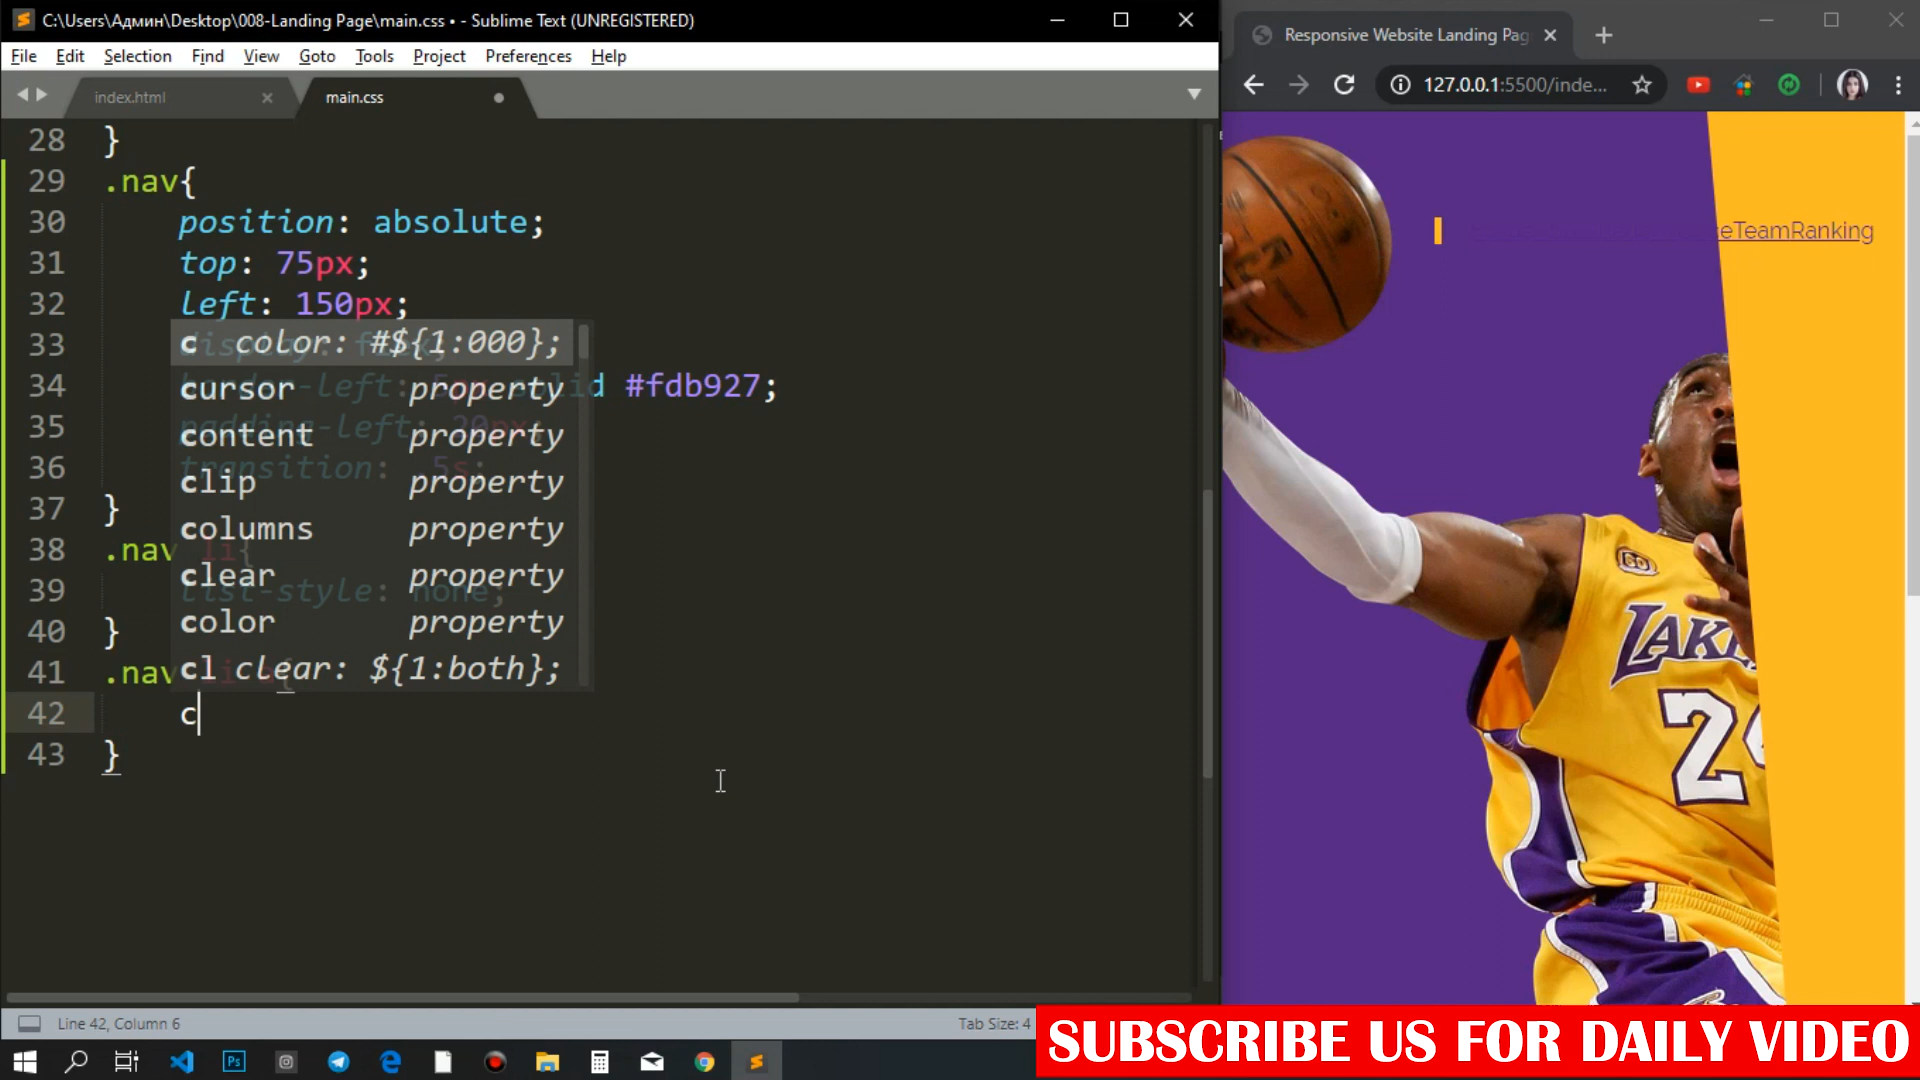 C:\Users\Админ\Desktop\008-Landing Page\main.css • - Sublime Text (UNREGISTERED)
File Edit Selection Find View Goto Tools Project Preferences Help
index.html
main.css
28 }
29 .nav{
30 position: absolute;
31 top: 75px;
32 left: 150px;
33 c color: #${1:000};
34 cursor property #fdb927;
35 content property
36 clip property
37 } columns property
38 .nav
39 clear property
40 } color property
41 .nav cl clear: ${1:both};
42 c
43 }
Line 42, Column 6
Tab Size: 4
Responsive Website Landing Pag
127.0.0.1:5500/inde...
eTeamRanking
LAK
24
SUBSCRIBE US FOR DAILY VIDEO
Ps